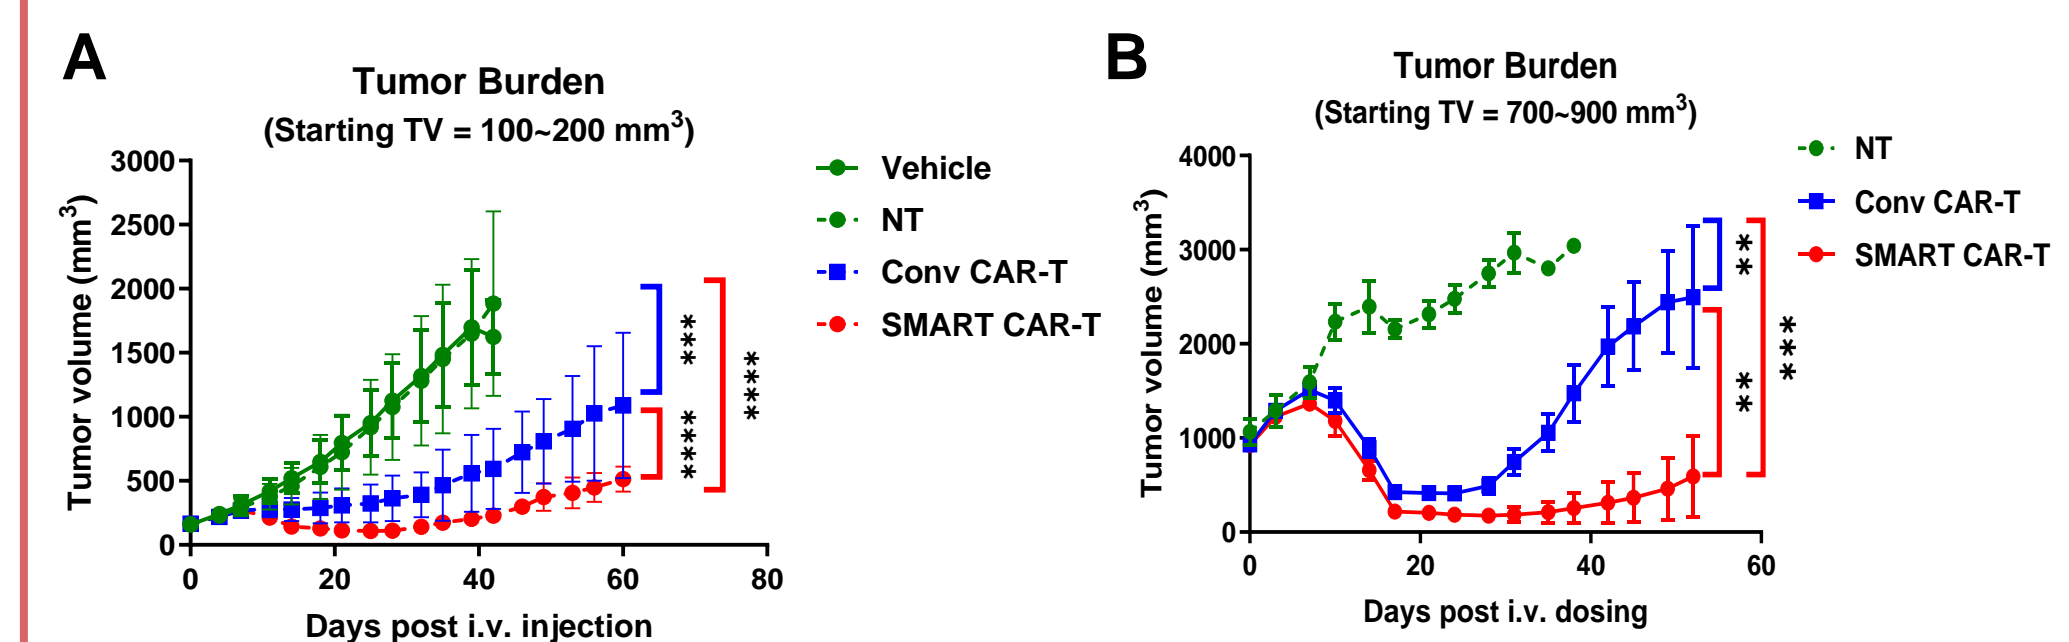 A
Tumor Burden
(Starting TV = 100~200 mm³)
3000
2500
2000
1500
1000
500
0
Tumor volume (mm³)
0 20 40 60 80
Days post i.v. injection
Vehicle
NT
Conv CAR-T
SMART CAR-T
***
****
****
B
Tumor Burden
(Starting TV = 700~900 mm³)
4000
3000
2000
1000
0
Tumor volume (mm³)
0 20 40 60
Days post i.v. dosing
NT
Conv CAR-T
SMART CAR-T
**
**
***